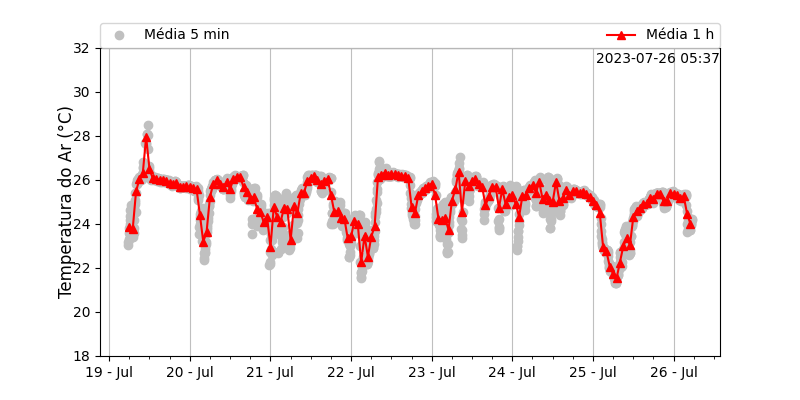 Média 5 min
Média 1 h
2023-07-26 05:37
Temperatura do Ar (°C)
32
30
28
26
24
22
20
18
19 - Jul
20 - Jul
21 - Jul
22 - Jul
23 - Jul
24 - Jul
25 - Jul
26 - Jul